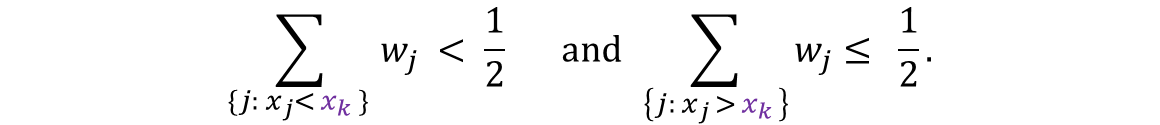 ∑_{{j: x_j < x_k}} w_j < 1/2 and ∑_{{j: x_j > x_k}} w_j ≤ 1/2.